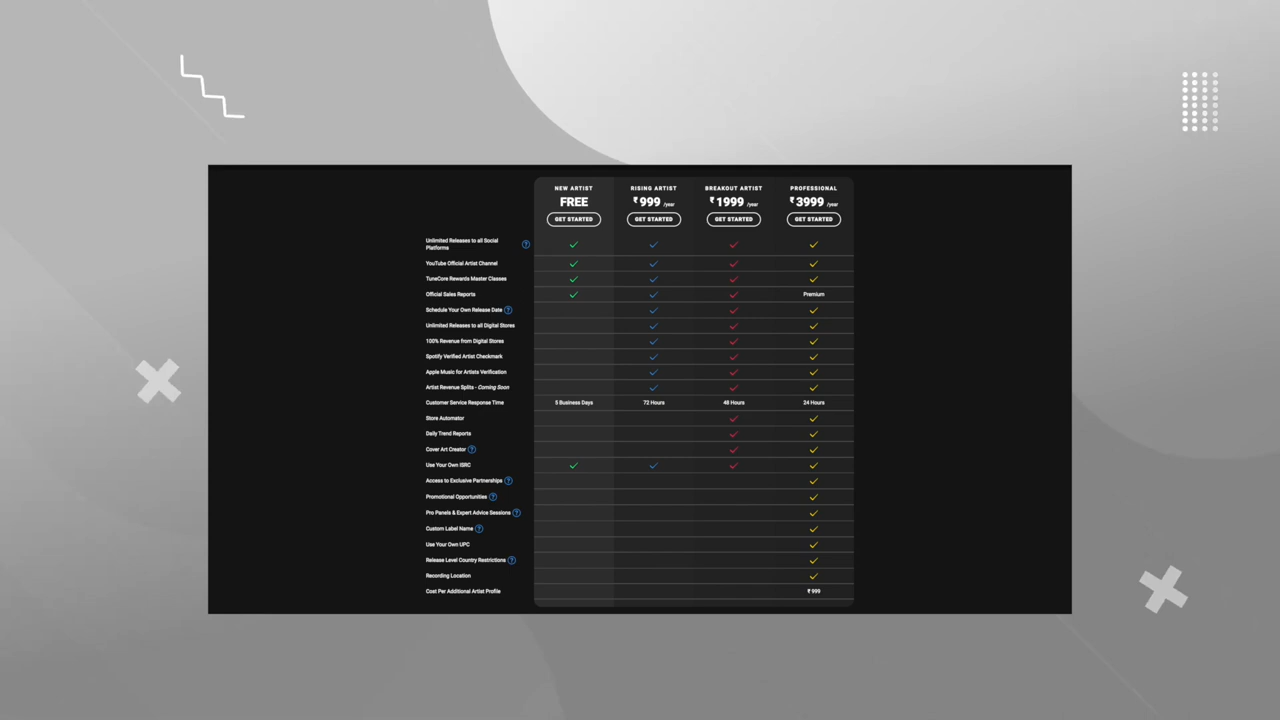 NEW ARTIST RISING ARTIST BREAKOUT ARTIST PROFESSIONAL
FREE ₹999 /year ₹1999 /year ₹3999 /year
GET STARTED GET STARTED GET STARTED GET STARTED
Unlimited Releases to all Social
Platforms ?
YouTube Official Artist Channel
TuneCore Rewards Master Classes
Official Sales Reports Premium
Schedule Your Own Release Date ?
Unlimited Releases to all Digital Stores
100% Revenue from Digital Stores
Spotify Verified Artist Checkmark
Apple Music for Artists Verification
Artist Revenue Splits - Coming Soon
Customer Service Response Time 5 Business Days 72 Hours 48 Hours 24 Hours
Store Automator
Daily Trend Reports
Cover Art Creator ?
Use Your Own ISRC
Access to Exclusive Partnerships ?
Promotional Opportunities ?
Pro Panels & Expert Advice Sessions ?
Custom Label Name ?
Use Your Own UPC
Release Level Country Restrictions ?
Recording Location
Cost Per Additional Artist Profile ₹ 999